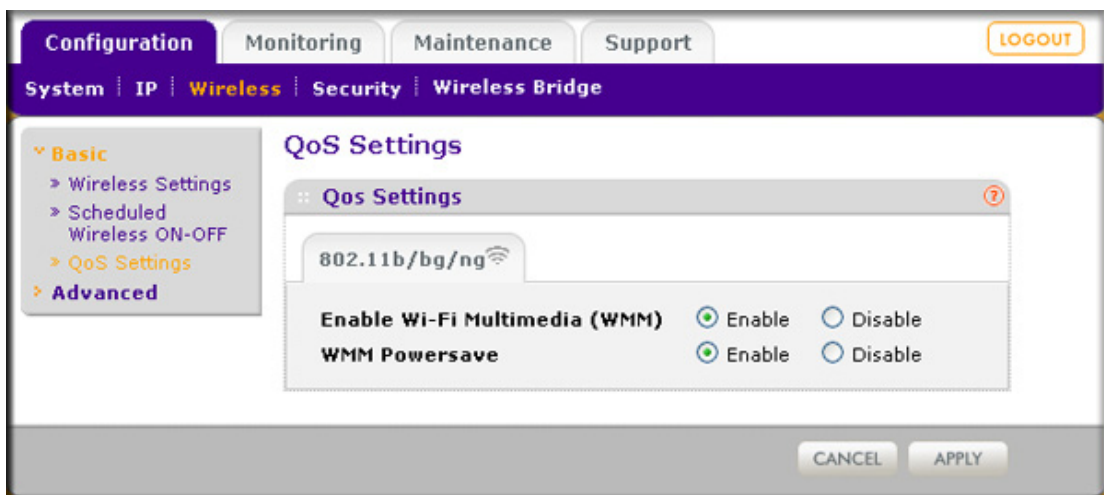 Configuration Monitoring Maintenance Support LOGOUT
System IP Wireless Security Wireless Bridge
Basic
Wireless Settings
Scheduled
Wireless ON-OFF
QoS Settings
Advanced
QoS Settings
Qos Settings ?
802.11b/bg/ng
Enable Wi-Fi Multimedia (WMM) Enable Disable
WMM Powersave Enable Disable
CANCEL APPLY